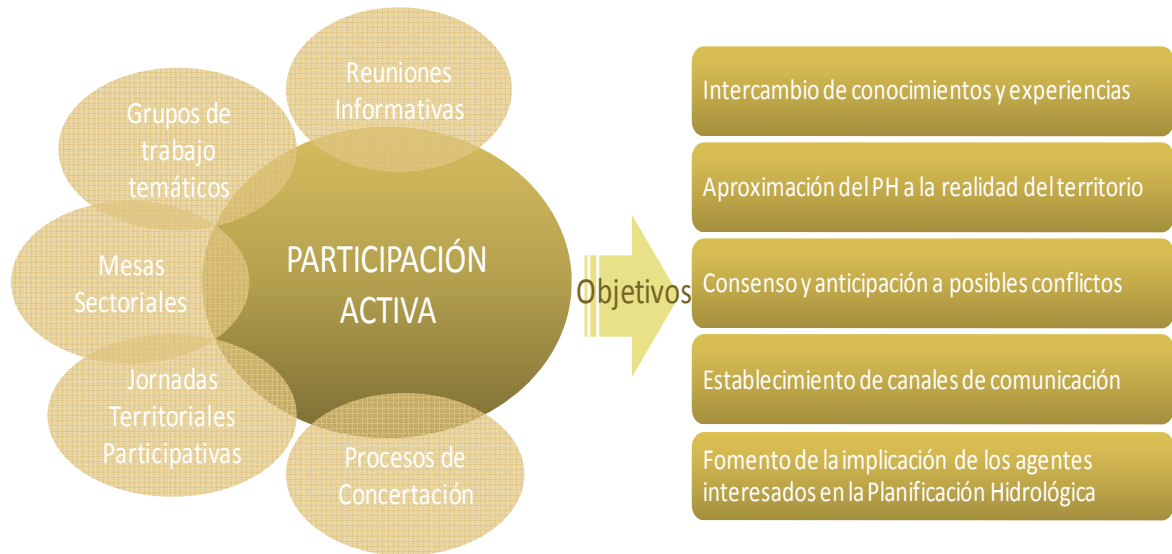 Reuniones
Informativas
Grupos de
trabajo
temáticos
Mesas
Sectoriales
Jornadas
Territoriales
Participativas
Procesos de
Concertación
PARTICIPACIÓN
ACTIVA
Objetivos
Intercambio de conocimientos y experiencias
Aproximación del PH a la realidad del territorio
Consenso y anticipación a posibles conflictos
Establecimiento de canales de comunicación
Fomento de la implicación de los agentes
interesados en la Planificación Hidrológica